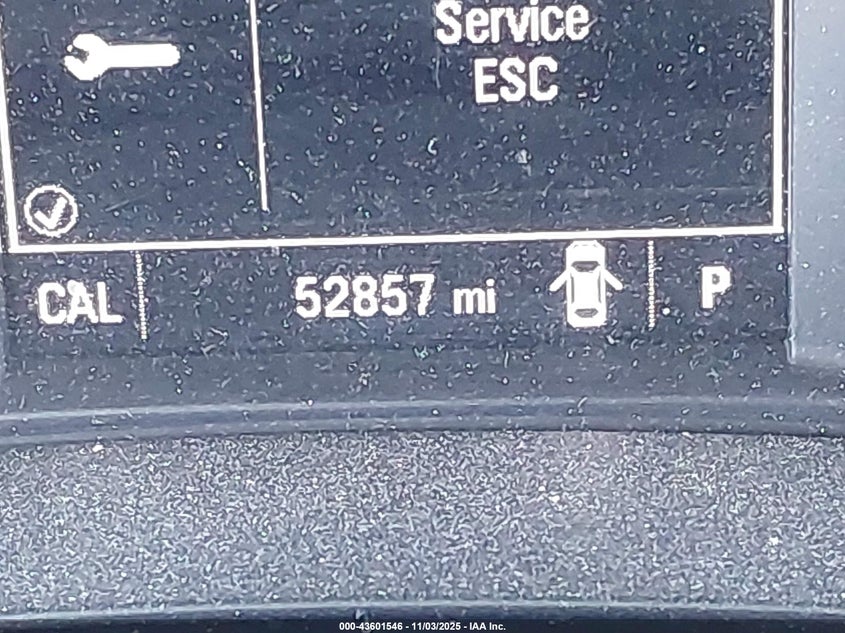 Service
ESC
CAL 52857 mi P
000-43601546 - 11/03/2025 - IAA Inc.